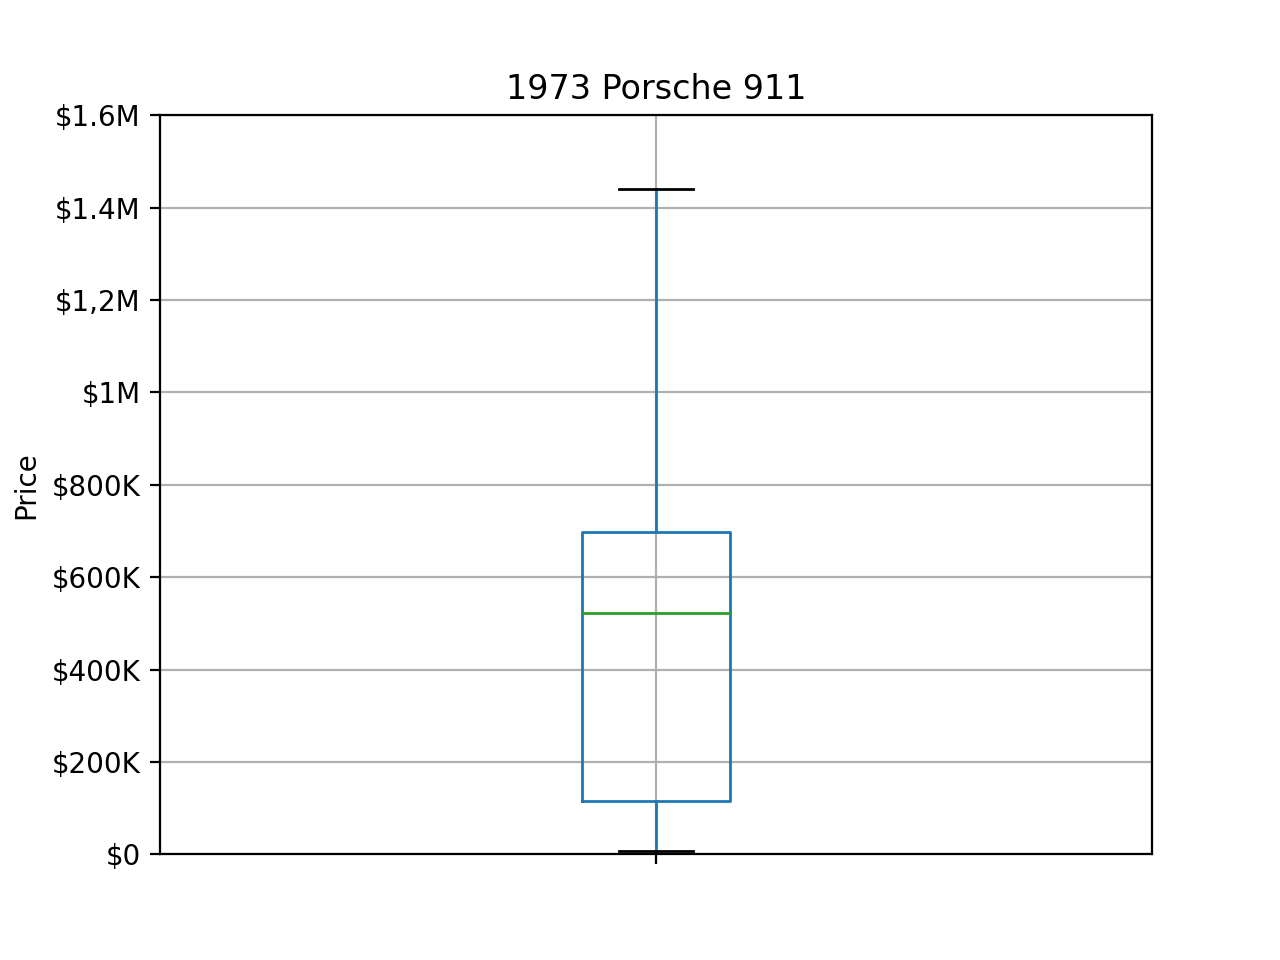 1973 Porsche 911
$1.6M
$1.4M
$1,2M
$1M
$800K
$600K
$400K
$200K
$0
Price